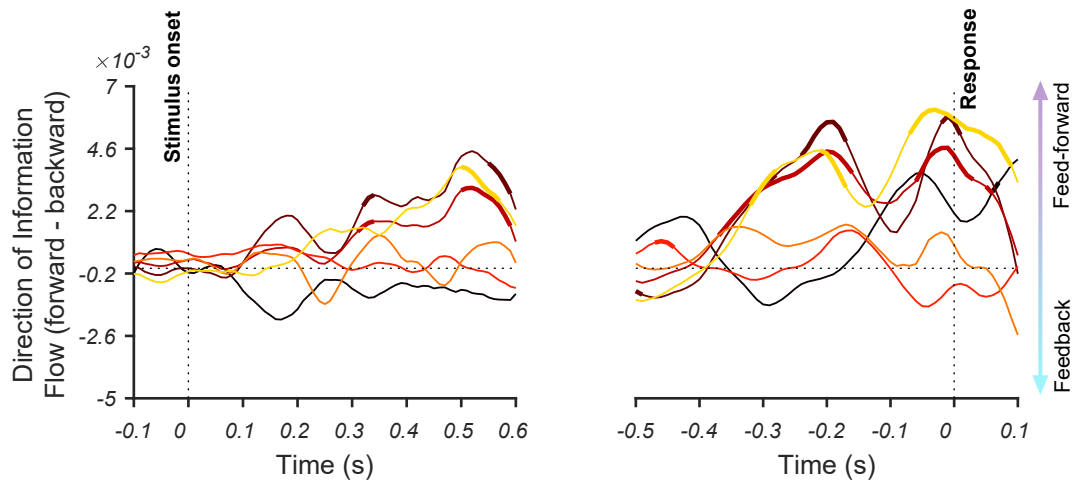 ×10-3
Stimulus onset
Response
7
4.6
2.2
-0.2
-2.6
-5
Direction of Information
Flow (forward - backward)
-0.1 0 0.1 0.2 0.3 0.4 0.5 0.6
Time (s)
-0.5 -0.4 -0.3 -0.2 -0.1 0 0.1
Time (s)
Feed-forward
Feedback